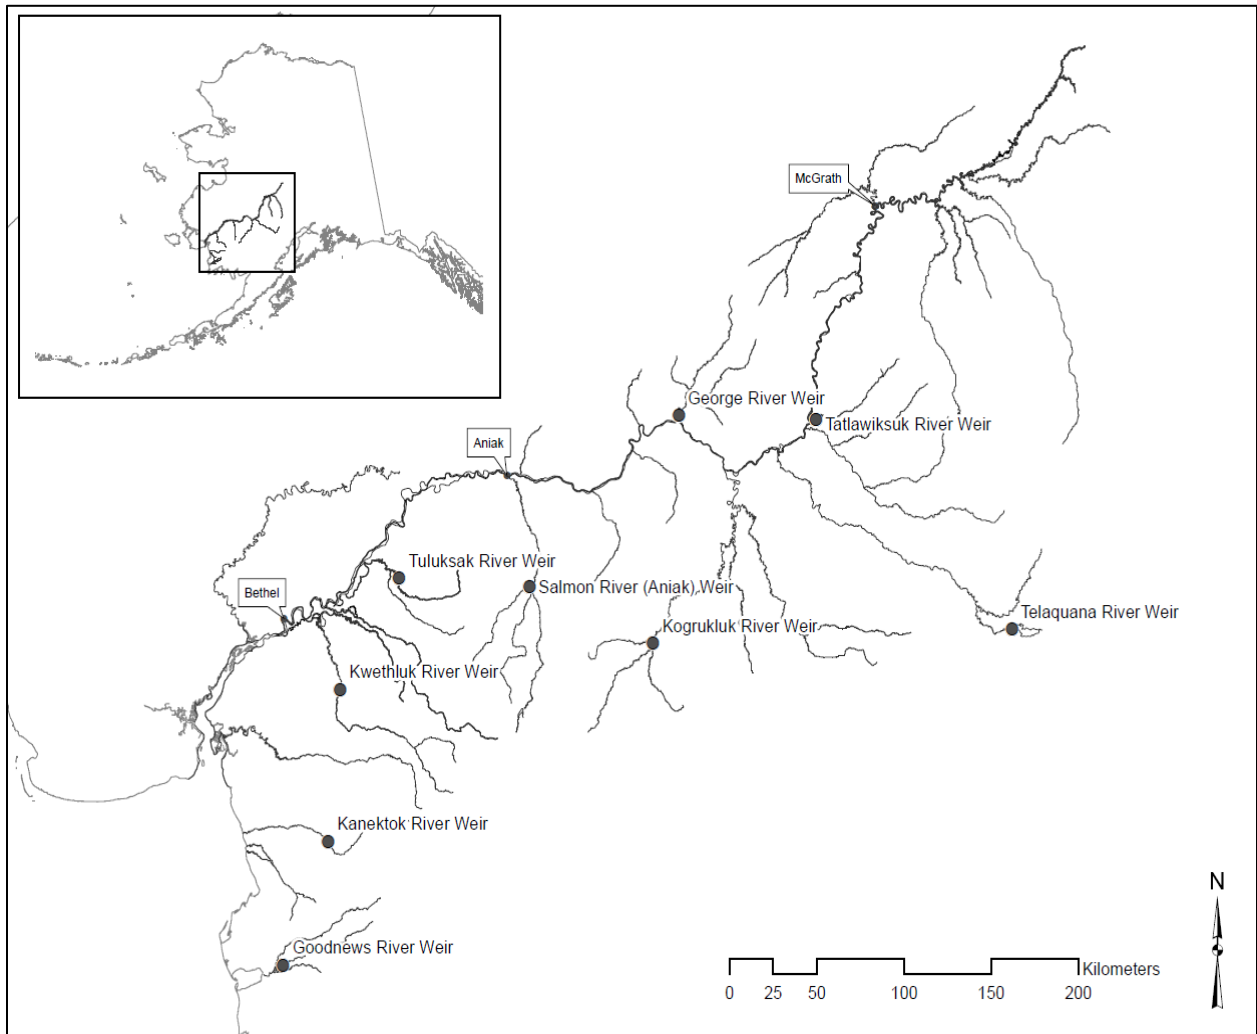 McGrath
George River Weir
Tatlawiksuk River Weir
Aniak
Tuluksak River Weir
Salmon River (Aniak) Weir
Bethel
Telaquana River Weir
Kogrukluk River Weir
Kwethluk River Weir
Kanektok River Weir
N
Goodnews River Weir
Kilometers
0 25 50 100 150 200